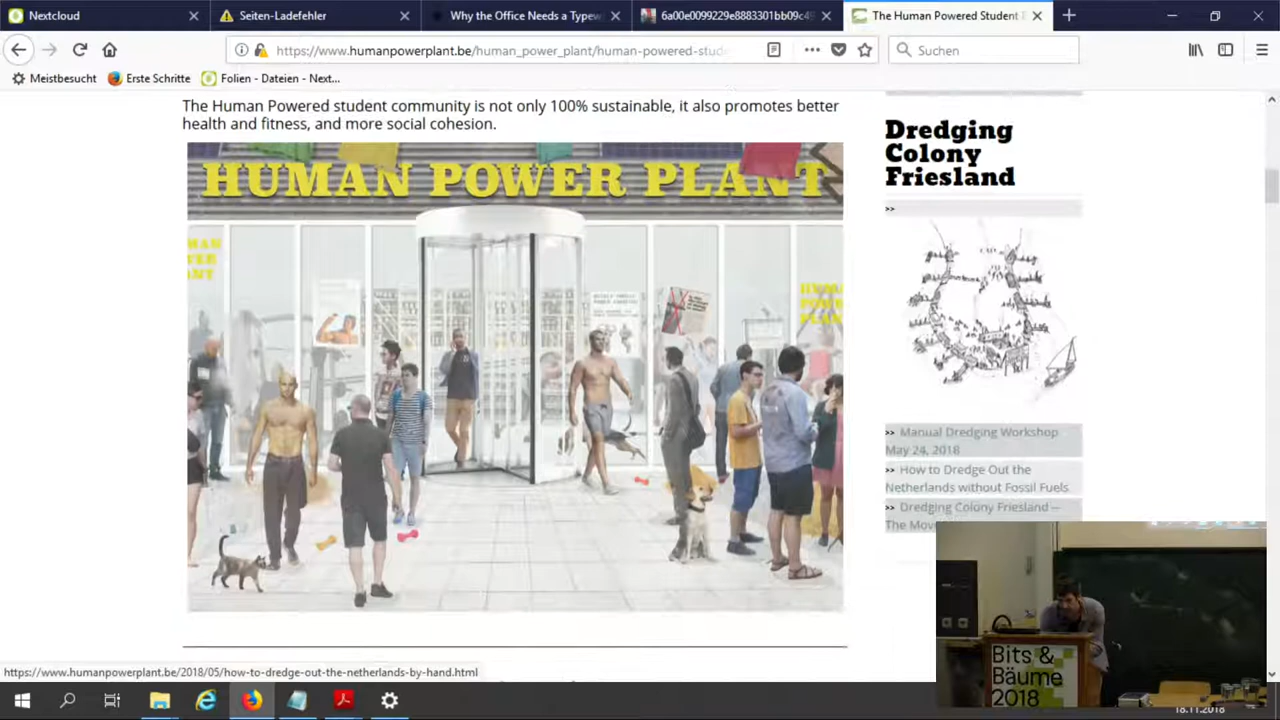 Nextcloud
Seiten-Ladefehler
Why the Office Needs a Typew
6a00e0099229e8883301bb09c49
The Human Powered Student
https://www.humanpowerplant.be/human_power_plant/human-powered-stude
Suchen
Meistbesucht
Erste Schritte
Folien - Dateien - Next...
The Human Powered student community is not only 100% sustainable, it also promotes better
health and fitness, and more social cohesion.
HUMAN POWER PLANT
Dredging
Colony
Friesland
>>
>> Manual Dredging Workshop
May 24, 2018
>> How to Dredge Out the
Netherlands without Fossil Fuels
>> Dredging Colony Friesland –
The Mov
https://www.humanpowerplant.be/2018/05/how-to-dredge-out-the-netherlands-by-hand.html
Bits &
Bäume
2018
18.11.2018